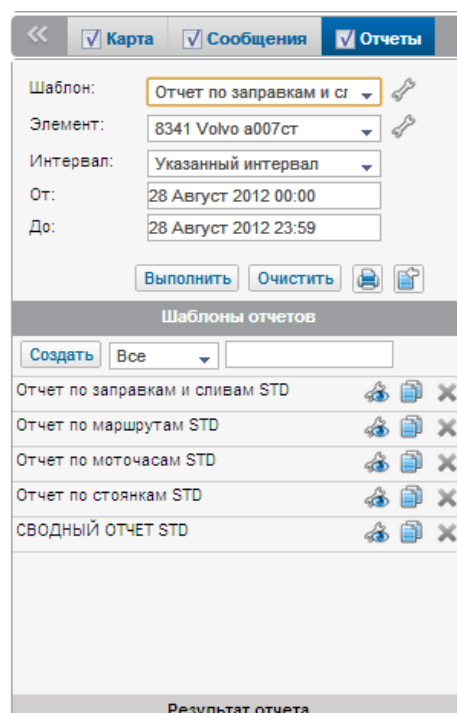 Карта Сообщения Отчеты
Шаблон: Отчет по заправкам и сл
Элемент: 8341 Volvo а007ст
Интервал: Указанный интервал
От: 28 Август 2012 00:00
До: 28 Август 2012 23:59
Выполнить Очистить
Шаблоны отчетов
Создать Все
Отчет по заправкам и сливам STD
Отчет по маршрутам STD
Отчет по моточасам STD
Отчет по стоянкам STD
СВОДНЫЙ ОТЧЕТ STD
Результат отчета